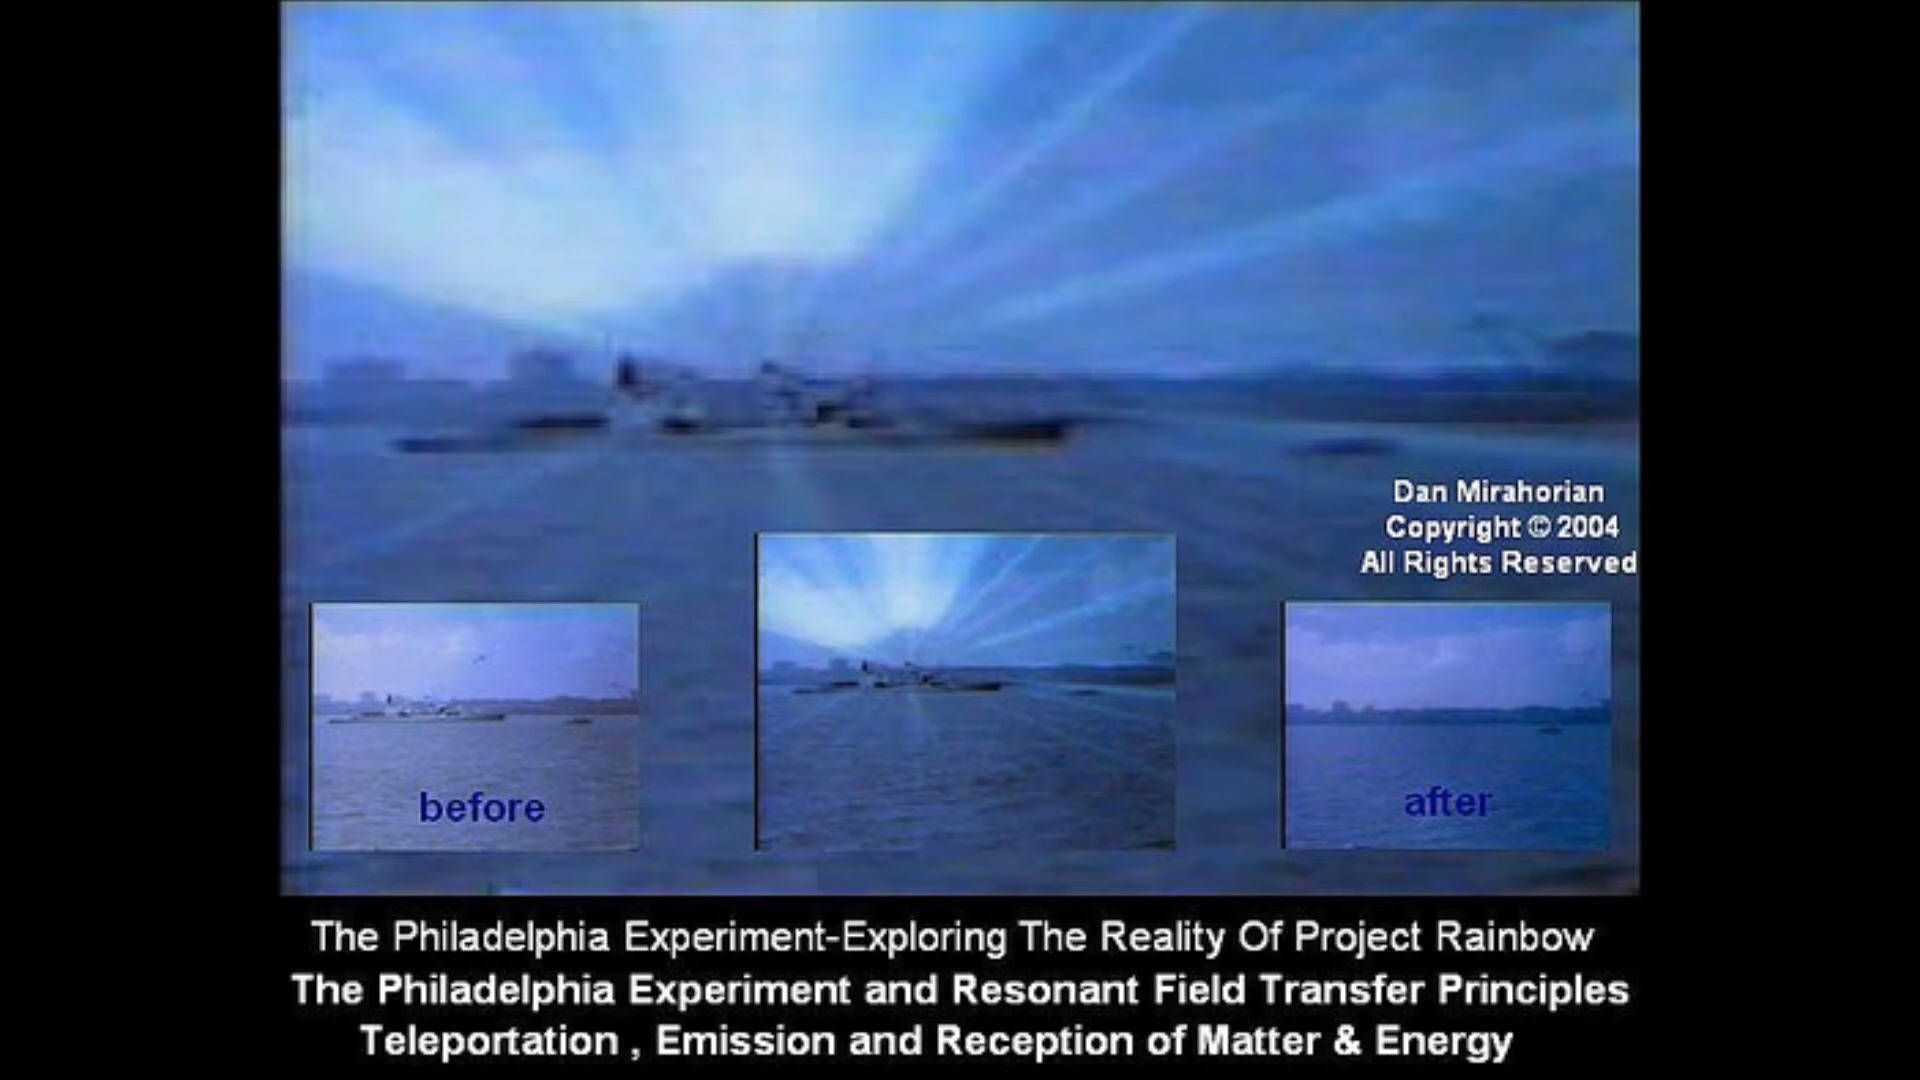 Dan Mirahorian
Copyright © 2004
All Rights Reserved
before
after
The Philadelphia Experiment-Exploring The Reality Of Project Rainbow
The Philadelphia Experiment and Resonant Field Transfer Principles
Teleportation , Emission and Reception of Matter & Energy